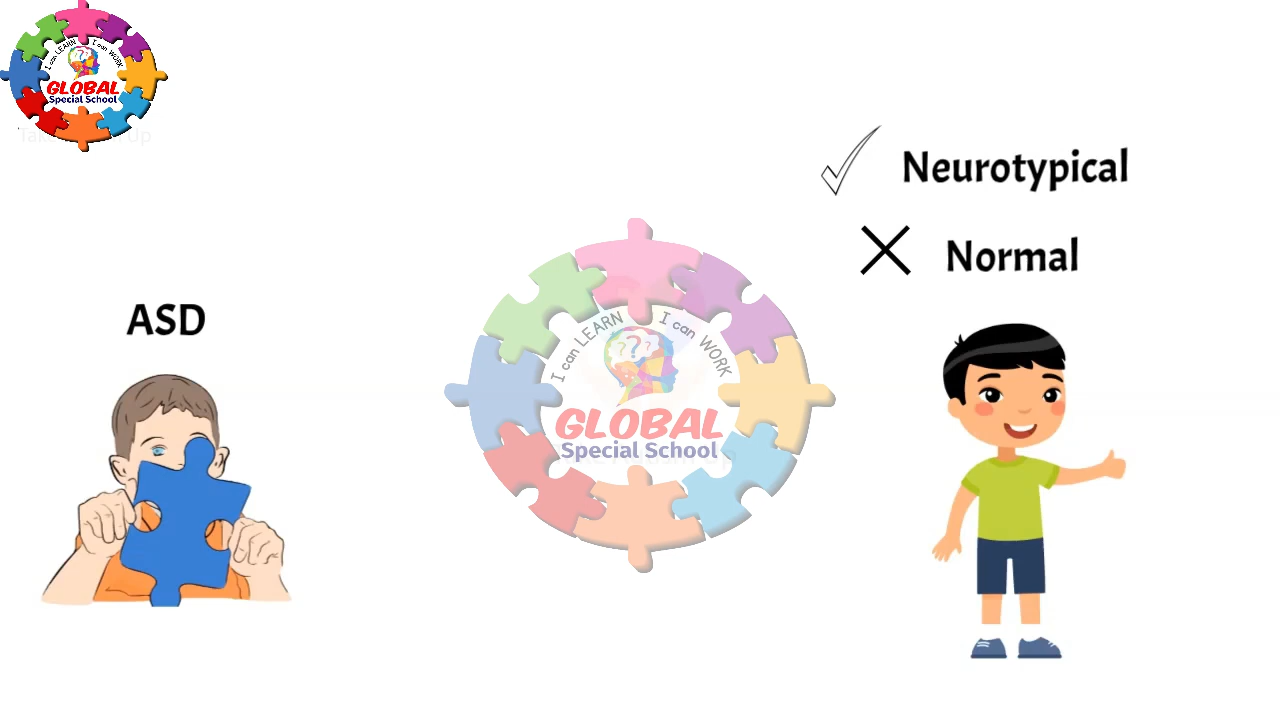 I can LEARN I can WORK
GLOBAL
Special School
Neurotypical
Normal
ASD
I can LEARN I can WORK
GLOBAL
Special School